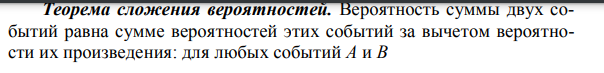 Теорема сложения вероятностей. Вероятность суммы двух со-
бытий равна сумме вероятностей этих событий за вычетом вероятно-
сти их произведения: для любых событий A и B